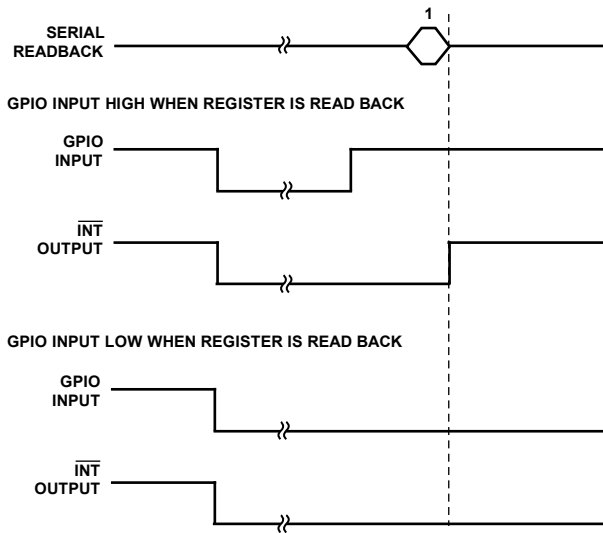 1
SERIAL
READBACK
GPIO INPUT HIGH WHEN REGISTER IS READ BACK
GPIO
INPUT
INT
OUTPUT
GPIO INPUT LOW WHEN REGISTER IS READ BACK
GPIO
INPUT
INT
OUTPUT